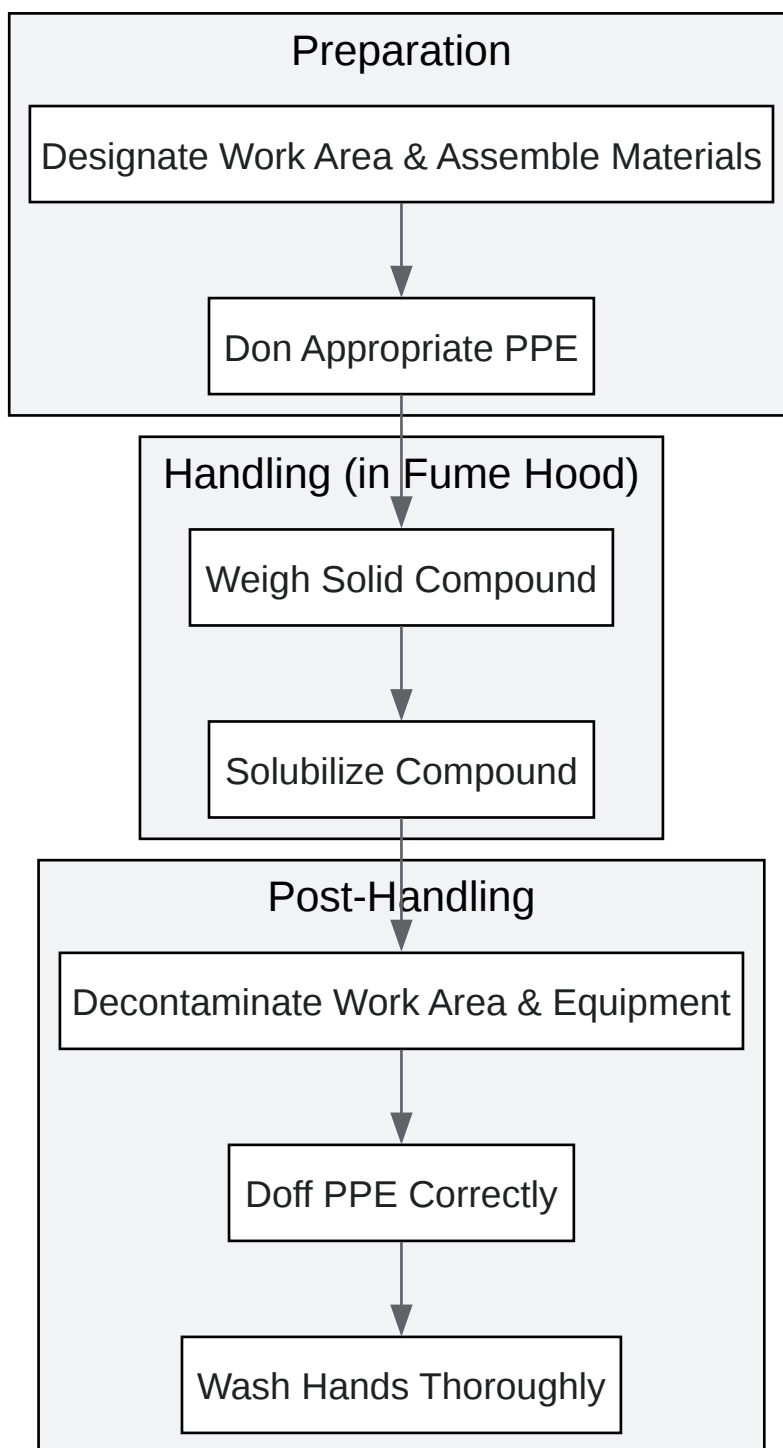 Preparation
Designate Work Area & Assemble Materials
Don Appropriate PPE
Handling (in Fume Hood)
Weigh Solid Compound
Solubilize Compound
Post-Handling
Decontaminate Work Area & Equipment
Doff PPE Correctly
Wash Hands Thoroughly